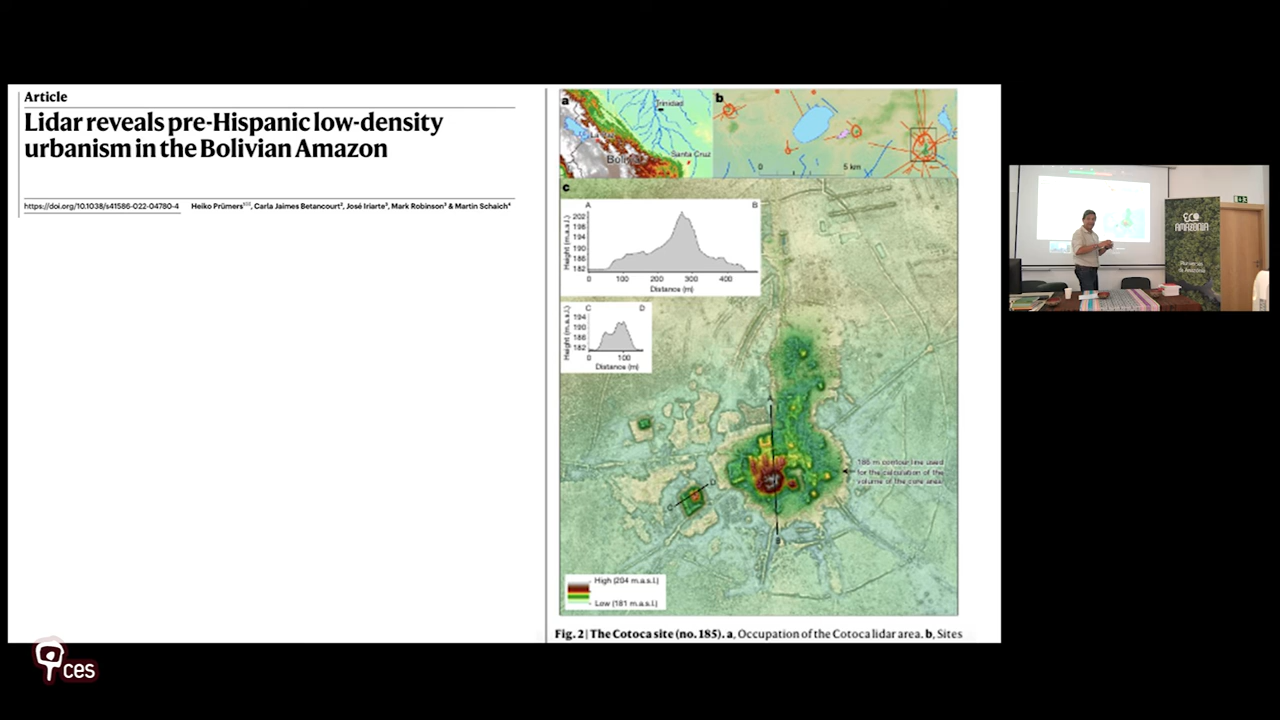 Article
Lidar reveals pre-Hispanic low-density
urbanism in the Bolivian Amazon
https://doi.org/10.1038/s41586-022-04780-4
Heiko Prümers, Carla Jaimes Betancourt, José Iriarte, Mark Robinson & Martin Schaich
a
Trinidad
Santa Cruz
b
0
5 km
c
A
B
Height (m.a.s.l.)
202
198
194
190
186
182
0
100
200
300
400
Distance (m)
C
D
Height (m.a.s.l.)
194
190
186
182
0
100
Distance (m)
A
D
C
B
186 m contour line used
for the calculation of the
volume of the core area
High (204 m.a.s.l.)
Low (181 m.a.s.l.)
Fig. 2 | The Cotoca site (no. 185). a, Occupation of the Cotoca lidar area. b, Sites
ECO
AMAZONIA
ces